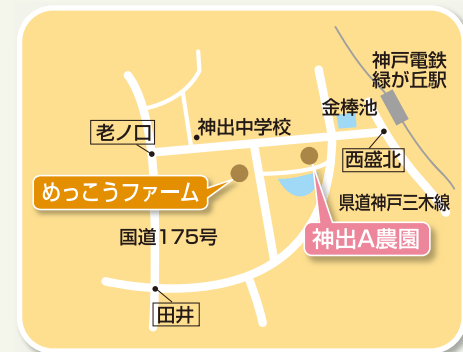 神戸電鉄
緑が丘駅
金棒池
神出中学校
老ノ口
西盛北
めっこうファーム
県道神戸三木線
国道175号
神出A農園
田井